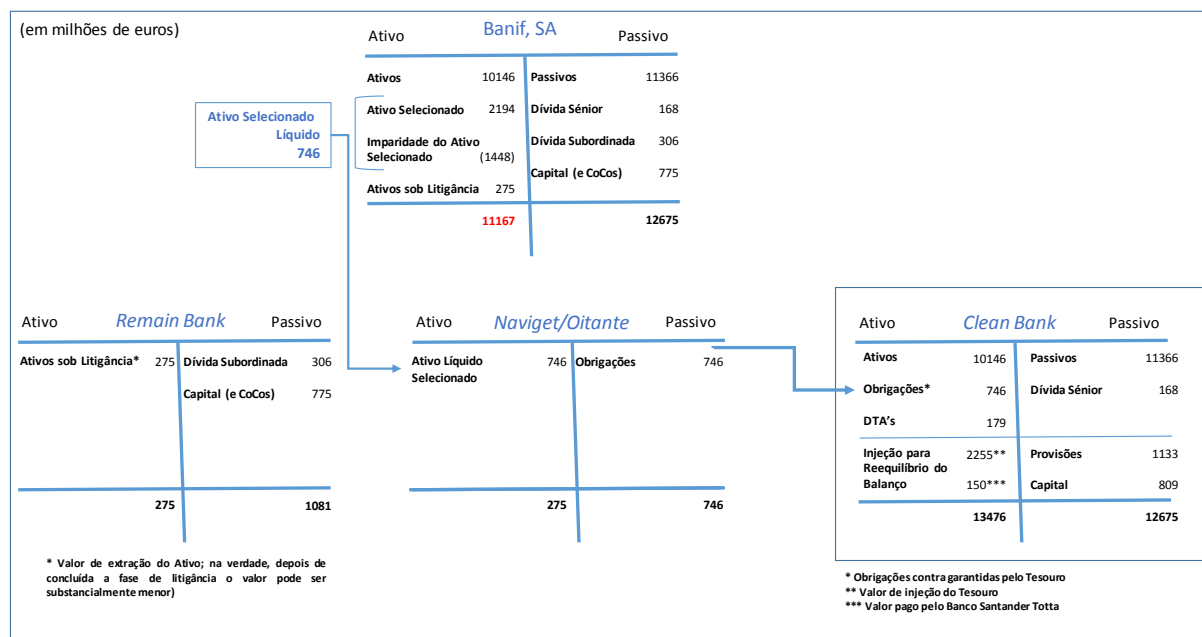 (em milhões de euros)
Ativo Banif, SA Passivo
Ativos 10146 Passivos 11366
Ativo Selecionado 2194 Dívida Sénior 168
Imparidade do Ativo
Selecionado (1448) Dívida Subordinada 306
Capital (e CoCos) 775
Ativos sob Litigância 275
11167 12675
Ativo Selecionado
Líquido
746
Ativo Remain Bank Passivo
Ativos sob Litigância* 275 Dívida Subordinada 306
Capital (e CoCos) 775
275 1081
* Valor de extração do Ativo; na verdade, depois de
concluída a fase de litigância o valor pode ser
substancialmente menor)
Ativo Naviget/Oitante Passivo
Ativo Líquido
Selecionado 746 Obrigações 746
275 746
Ativo Clean Bank Passivo
Ativos 10146 Passivos 11366
Obrigações* 746 Dívida Sénior 168
DTA's 179
Injeção para
Reequilíbrio do
Balanço 2255** Provisões 1133
150*** Capital 809
13476 12675
* Obrigações contra garantidas pelo Tesouro
** Valor de injeção do Tesouro
*** Valor pago pelo Banco Santander Totta